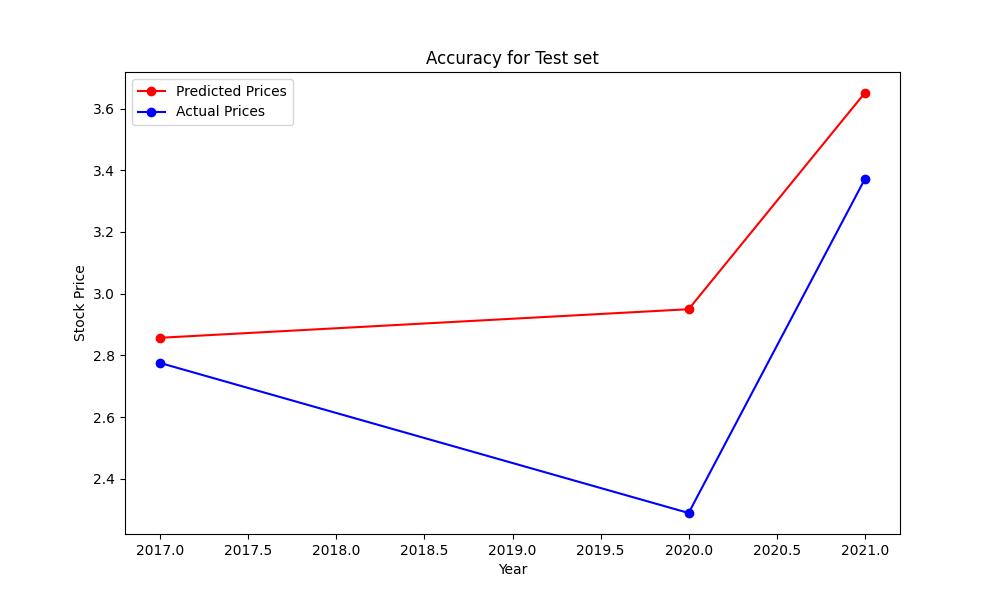 Accuracy for Test set
Predicted Prices
Actual Prices
3.6
3.4
3.2
3.0
2.8
2.6
2.4
Stock Price
2017.0 2017.5 2018.0 2018.5 2019.0 2019.5 2020.0 2020.5 2021.0
Year